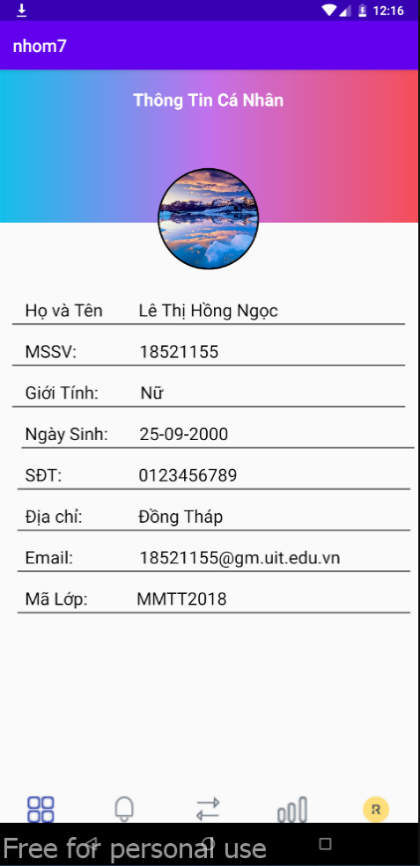 12:16
nhom7
Thông Tin Cá Nhân
Họ và Tên Lê Thị Hồng Ngọc
MSSV: 18521155
Giới Tính: Nữ
Ngày Sinh: 25-09-2000
SĐT: 0123456789
Địa chỉ: Đồng Tháp
Email: 18521155@gm.uit.edu.vn
Mã Lớp: MMTT2018
R
Free for personal use